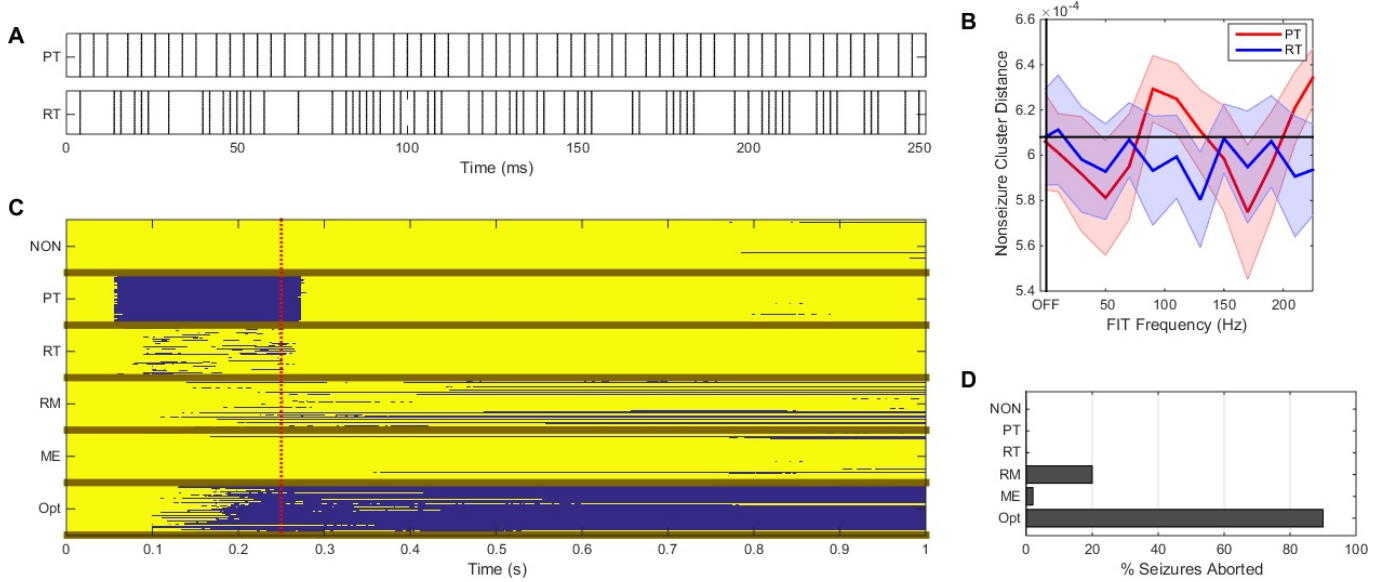 A
PT
RT
0 50 100 150 200 250
Time (ms)
B
6.6 ×10⁻⁴
6.4
6.2
6
5.8
5.6
5.4
Nonseizure Cluster Distance
PT
RT
OFF 50 100 150 200
FIT Frequency (Hz)
C
NON
PT
RT
RM
ME
Opt
0 0.1 0.2 0.3 0.4 0.5 0.6 0.7 0.8 0.9 1
Time (s)
D
NON
PT
RT
RM
ME
Opt
0 20 40 60 80 100
% Seizures Aborted